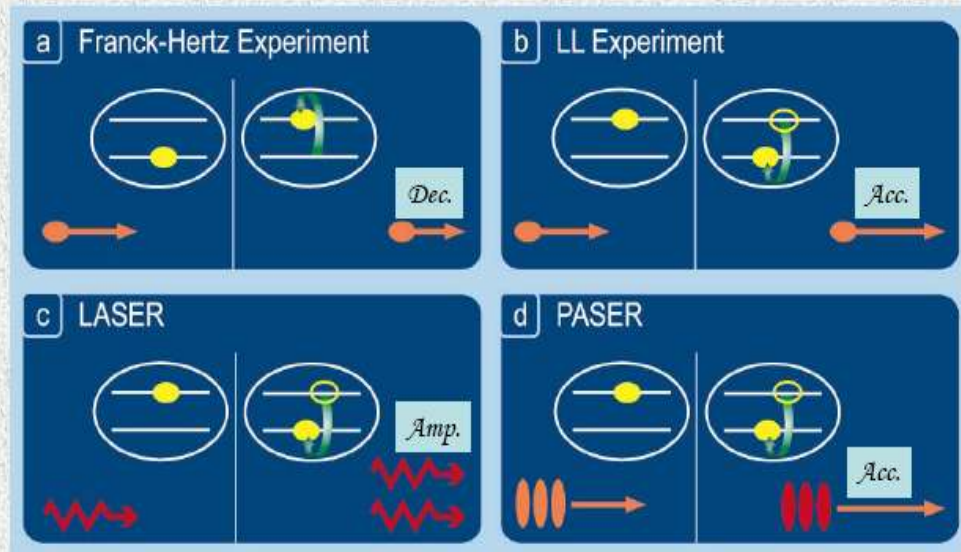 a Franck-Hertz Experiment
Dec.
b LL Experiment
Acc.
c LASER
Amp.
d PASER
Acc.